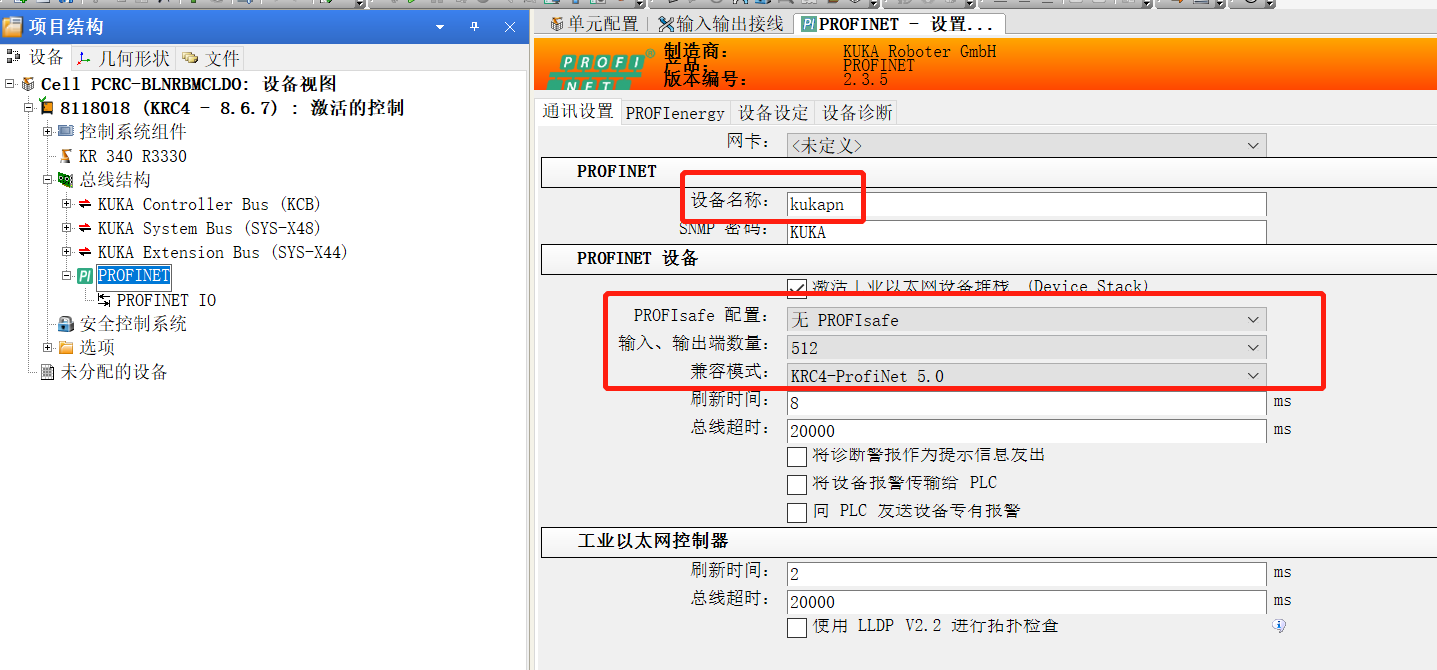 项目结构
设备 几何形状 文件
Cell PCRC-BLNRBMCLDO: 设备视图
8118018 (KRC4 - 8.6.7) : 激活的控制
控制系统组件
KR 340 R3330
总线结构
KUKA Controller Bus (KCB)
KUKA System Bus (SYS-X48)
KUKA Extension Bus (SYS-X44)
PROFINET
PROFINET IO
安全控制系统
选项
未分配的设备
单元配置 输入输出接线 PROFINET - 设置...
PROFI
NET
制造商: KUKA Roboter GmbH
产品: PROFINET
版本编号: 2.3.5
通讯设置 PROFIenergy 设备设定 设备诊断
网卡: <未定义>
PROFINET
设备名称: kukapn
SNMP 密码: KUKA
PROFINET 设备
激活工业以太网设备堆栈 (Device Stack)
PROFIsafe 配置: 无 PROFIsafe
输入、输出端数量: 512
兼容模式: KRC4-ProfiNet 5.0
刷新时间: 8 ms
总线超时: 20000 ms
将诊断警报作为提示信息发出
将设备报警传输给 PLC
向 PLC 发送设备专有报警
工业以太网控制器
刷新时间: 2 ms
总线超时: 20000 ms
使用 LLDP V2.2 进行拓扑检查